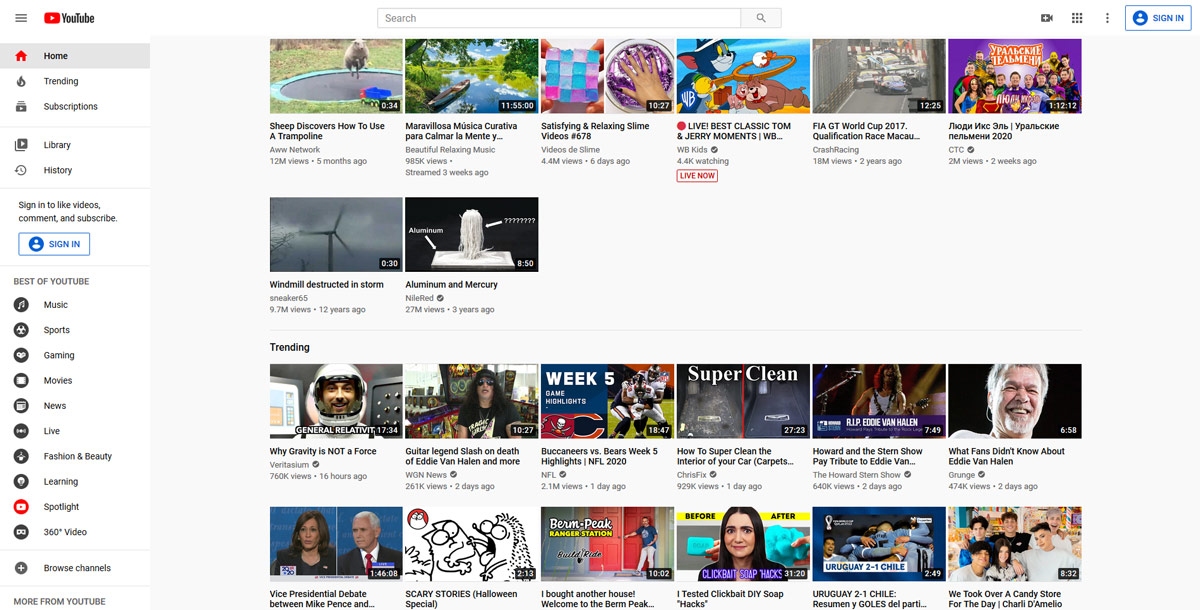 YouTube
Search
SIGN IN
Home
Trending
Subscriptions
Library
History
Sign in to like videos,
comment, and subscribe.
SIGN IN
BEST OF YOUTUBE
Music
Sports
Gaming
Movies
News
Live
Fashion & Beauty
Learning
Spotlight
360° Video
Browse channels
MORE FROM YOUTUBE
0:34
Sheep Discovers How To Use
A Trampoline
Aww Network
12M views • 5 months ago
11:55:00
Maravillosa Música Curativa
para Calmar la Mente y…
Beautiful Relaxing Music
985K views •
Streamed 3 weeks ago
10:27
Satisfying & Relaxing Slime
Videos #678
Videos de Slime
4.4M views • 6 days ago
WB
🔴 LIVE! BEST CLASSIC TOM
& JERRY MOMENTS | WB…
WB Kids
4.4K watching
LIVE NOW
12:25
FIA GT World Cup 2017.
Qualification Race Macau…
CrashRacing
18M views • 2 years ago
УРАЛЬСКИЕ
ПЕЛЬМЕНИ
ЛЮДИ
1:12:12
Люди Икс Эль | Уральские
пельмени 2020
СТС
2M views • 2 weeks ago
0:30
Windmill destructed in storm
sneaker65
9.7M views • 12 years ago
Aluminum
????????
8:50
Aluminum and Mercury
NileRed
27M views • 3 years ago
Trending
GENERAL RELATIVIT
17:34
Why Gravity is NOT a Force
Veritasium
760K views • 16 hours ago
10:27
Guitar legend Slash on death
of Eddie Van Halen and more
WGN News
261K views • 2 days ago
WEEK 5
GAME
HIGHLIGHTS
18:47
Buccaneers vs. Bears Week 5
Highlights | NFL 2020
NFL
2.1M views • 1 day ago
Super Clean
27:23
How To Super Clean the
Interior of your Car (Carpets…
ChrisFix
929K views • 1 day ago
R.I.P. EDDIE VAN HALEN
7:49
Howard and the Stern Show
Pay Tribute to Eddie Van…
The Howard Stern Show
640K views • 2 days ago
6:58
What Fans Didn't Know About
Eddie Van Halen
Grunge
474K views • 2 days ago
1:46:08
Vice Presidential Debate
between Mike Pence and…
2:13
SCARY STORIES (Halloween
Special)
Berm-Peak
RANGER STATION
Build/Ride
10:02
I bought another house!
Welcome to the Berm Peak…
BEFORE
AFTER
CLICKBAIT SOAP "HACKS"
31:20
I Tested Clickbait DIY Soap
"Hacks"
URUGUAY 2-1 CHILE
2:49
URUGUAY 2-1 CHILE:
Resumen y GOLES del parti…
8:32
We Took Over A Candy Store
For The Day | Charli D'Amelio